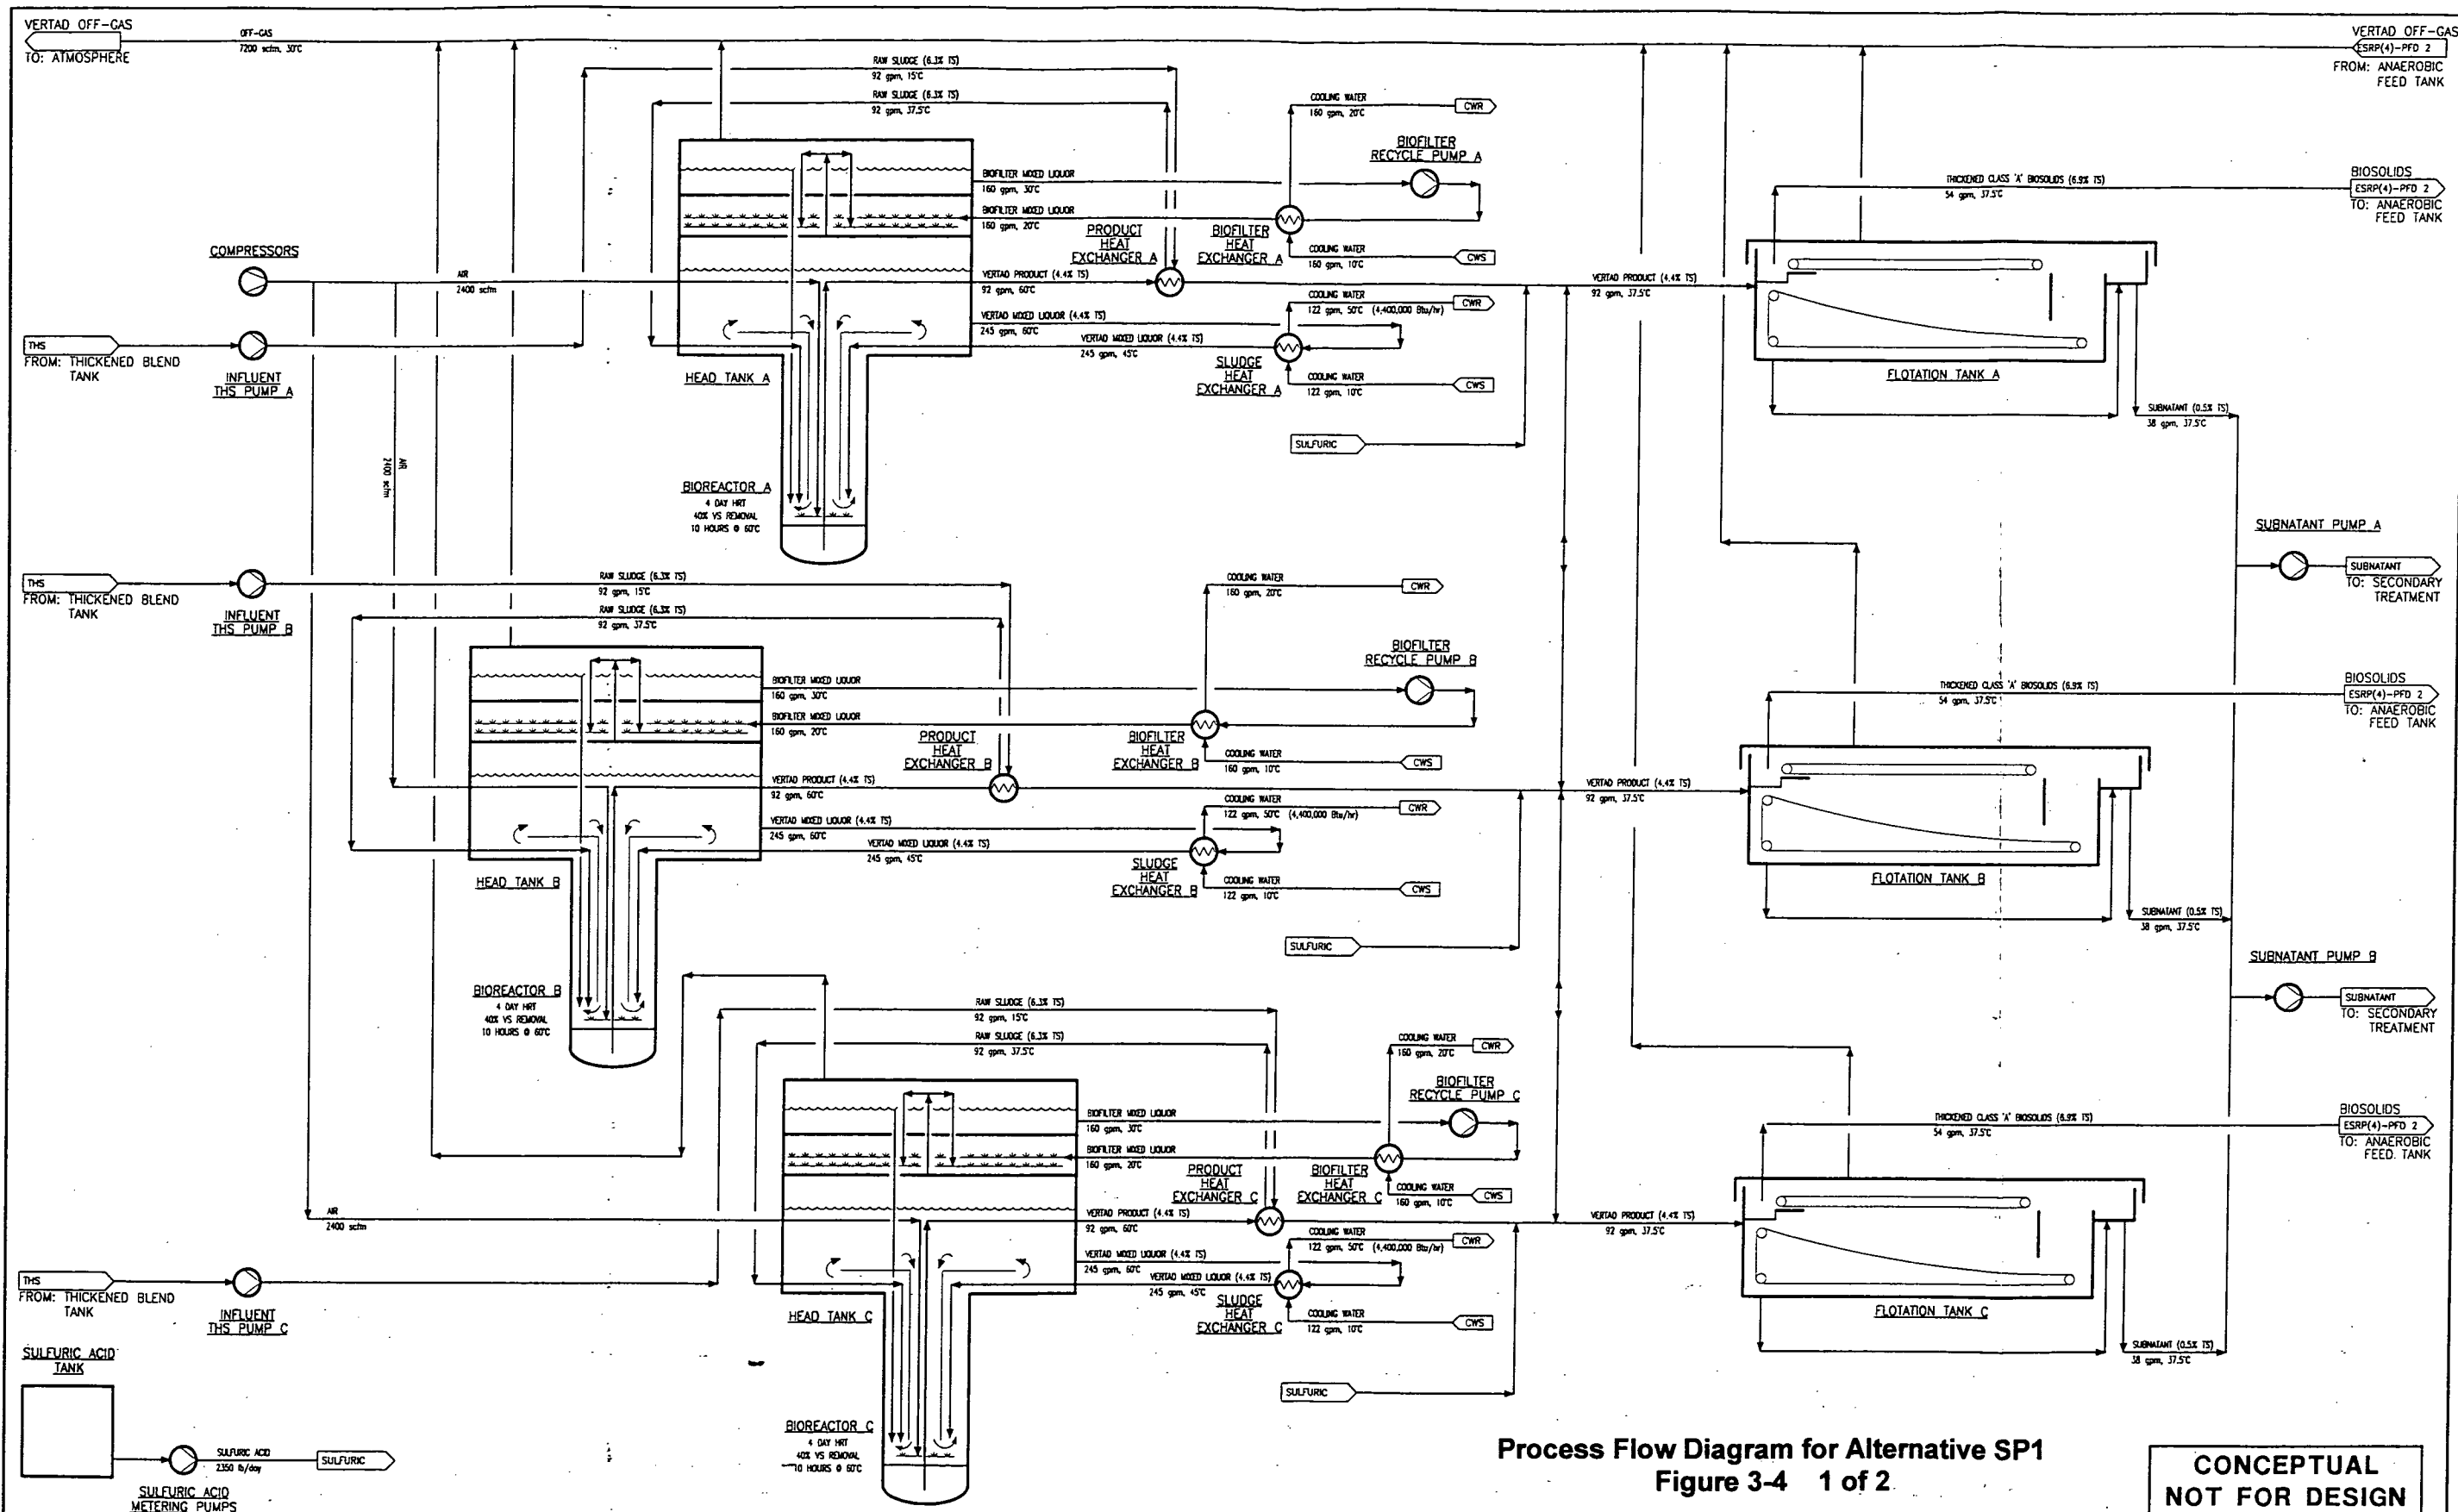 VERTAD OFF-GAS
TO: ATMOSPHERE
OFF-GAS
7200 scfm, 30°C
VERTAD OFF-GAS
ESRP(4)-PFD 2
FROM: ANAEROBIC
FEED TANK
RAW SLUDGE (6.3% TS)
92 gpm, 15°C
RAW SLUDGE (6.3% TS)
92 gpm, 37.5°C
COOLING WATER
160 gpm, 20°C
CWR
BIOFILTER
RECYCLE PUMP A
BIOFILTER MIXED LIQUOR
160 gpm, 30°C
BIOFILTER MIXED LIQUOR
160 gpm, 20°C
PRODUCT
HEAT
EXCHANGER A
BIOFILTER
HEAT
EXCHANGER A
COOLING WATER
160 gpm, 10°C
CWS
THICKENED CLASS 'A' BIOSOLIDS (6.9% TS)
54 gpm, 37.5°C
BIOSOLIDS
ESRP(4)-PFD 2
TO: ANAEROBIC
FEED TANK
COMPRESSORS
AIR
2400 scfm
VERTAD PRODUCT (4.4% TS)
92 gpm, 60°C
VERTAD PRODUCT (4.4% TS)
92 gpm, 37.5°C
COOLING WATER
122 gpm, 50°C (4,400,000 Btu/hr)
CWR
VERTAD MIXED LIQUOR (4.4% TS)
245 gpm, 60°C
VERTAD MIXED LIQUOR (4.4% TS)
245 gpm, 45°C
THS
FROM: THICKENED BLEND
TANK
INFLUENT
THS PUMP A
HEAD TANK A
SLUDGE
HEAT
EXCHANGER A
COOLING WATER
122 gpm, 10°C
CWS
FLOTATION TANK A
SUBNATANT (0.5% TS)
38 gpm, 37.5°C
SULFURIC
AIR
2400 scfm
BIOREACTOR A
4 DAY HRT
40% VS REMOVAL
10 HOURS @ 60°C
SUBNATANT PUMP A
SUBNATANT
TO: SECONDARY
TREATMENT
THS
FROM: THICKENED BLEND
TANK
INFLUENT
THS PUMP B
RAW SLUDGE (6.3% TS)
92 gpm, 15°C
RAW SLUDGE (6.3% TS)
92 gpm, 37.5°C
COOLING WATER
160 gpm, 20°C
CWR
BIOFILTER
RECYCLE PUMP B
BIOFILTER MIXED LIQUOR
160 gpm, 30°C
BIOFILTER MIXED LIQUOR
160 gpm, 20°C
PRODUCT
HEAT
EXCHANGER B
BIOFILTER
HEAT
EXCHANGER B
COOLING WATER
160 gpm, 10°C
CWS
THICKENED CLASS 'A' BIOSOLIDS (6.9% TS)
54 gpm, 37.5°C
BIOSOLIDS
ESRP(4)-PFD 2
TO: ANAEROBIC
FEED TANK
VERTAD PRODUCT (4.4% TS)
92 gpm, 60°C
VERTAD PRODUCT (4.4% TS)
92 gpm, 37.5°C
COOLING WATER
122 gpm, 50°C (4,400,000 Btu/hr)
CWR
VERTAD MIXED LIQUOR (4.4% TS)
245 gpm, 60°C
VERTAD MIXED LIQUOR (4.4% TS)
245 gpm, 45°C
HEAD TANK B
SLUDGE
HEAT
EXCHANGER B
COOLING WATER
122 gpm, 10°C
CWS
FLOTATION TANK B
SUBNATANT (0.5% TS)
38 gpm, 37.5°C
SULFURIC
SUBNATANT PUMP B
SUBNATANT
TO: SECONDARY
TREATMENT
BIOREACTOR B
4 DAY HRT
40% VS REMOVAL
10 HOURS @ 60°C
RAW SLUDGE (6.3% TS)
92 gpm, 15°C
RAW SLUDGE (6.3% TS)
92 gpm, 37.5°C
COOLING WATER
160 gpm, 20°C
CWR
BIOFILTER
RECYCLE PUMP C
BIOFILTER MIXED LIQUOR
160 gpm, 30°C
BIOFILTER MIXED LIQUOR
160 gpm, 20°C
PRODUCT
HEAT
EXCHANGER C
BIOFILTER
HEAT
EXCHANGER C
COOLING WATER
160 gpm, 10°C
CWS
THICKENED CLASS 'A' BIOSOLIDS (6.9% TS)
54 gpm, 37.5°C
BIOSOLIDS
ESRP(4)-PFD 2
TO: ANAEROBIC
FEED TANK
AIR
2400 scfm
VERTAD PRODUCT (4.4% TS)
92 gpm, 60°C
VERTAD PRODUCT (4.4% TS)
92 gpm, 37.5°C
COOLING WATER
122 gpm, 50°C (4,400,000 Btu/hr)
CWR
VERTAD MIXED LIQUOR (4.4% TS)
245 gpm, 60°C
VERTAD MIXED LIQUOR (4.4% TS)
245 gpm, 45°C
THS
FROM: THICKENED BLEND
TANK
INFLUENT
THS PUMP C
HEAD TANK C
SLUDGE
HEAT
EXCHANGER C
COOLING WATER
122 gpm, 10°C
CWS
FLOTATION TANK C
SUBNATANT (0.5% TS)
38 gpm, 37.5°C
SULFURIC
SULFURIC ACID
TANK
BIOREACTOR C
4 DAY HRT
40% VS REMOVAL
10 HOURS @ 60°C
SULFURIC ACID
2350 lb/day
SULFURIC
SULFURIC ACID
METERING PUMPS
Process Flow Diagram for Alternative SP1
Figure 3-4 1 of 2
CONCEPTUAL
NOT FOR DESIGN